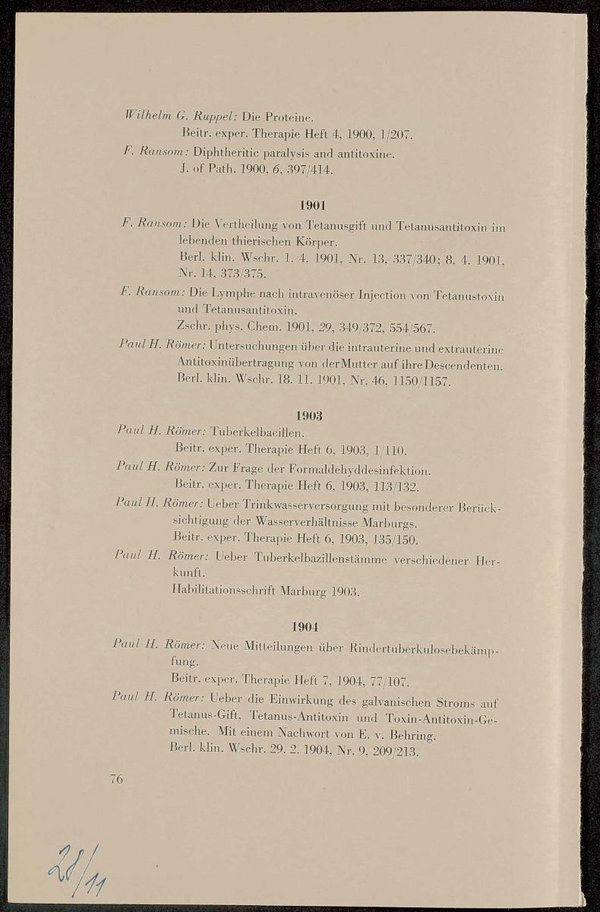 Wilhelm G. Ruppel: Die Proteine.
Beitr. exper. Therapie Heft 4, 1900, 1/207.
F. Ransom: Diphtheritic paralysis and antitoxine.
J. of Path. 1900, 6, 397/414.
1901
F. Ransom: Die Vertheilung von Tetanusgift und Tetanusantitoxin im
lebenden thierischen Körper.
Berl. klin. Wschr. 1. 4. 1901, Nr. 13, 337/340; 8. 4. 1901,
Nr. 14, 373/375.
F. Ransom: Die Lymphe nach intravenöser Injection von Tetanustoxin
und Tetanusantitoxin.
Zschr. phys. Chem. 1901, 29, 349/372, 554/567.
Paul H. Römer: Untersuchungen über die intrauterine und extrauterine
Antitoxinübertragung von der Mutter auf ihre Descendenten.
Berl. klin. Wschr. 18. 11. 1901, Nr. 46, 1150/1157.
1903
Paul H. Römer: Tuberkelbacillen.
Beitr. exper. Therapie Heft 6, 1903, 1/110.
Paul H. Römer: Zur Frage der Formaldehyddesinfektion.
Beitr. exper. Therapie Heft 6, 1903, 113/132.
Paul H. Römer: Ueber Trinkwasserversorgung mit besonderer Berück-
sichtigung der Wasserverhältnisse Marburgs.
Beitr. exper. Therapie Heft 6, 1903, 135/150.
Paul H. Römer: Ueber Tuberkelbazillenstämme verschiedener Her-
kunft.
Habilitationsschrift Marburg 1903.
1904
Paul H. Römer: Neue Mitteilungen über Rindertuberkulosebekämp-
fung.
Beitr. exper. Therapie Heft 7, 1904, 77/107.
Paul H. Römer: Ueber die Einwirkung des galvanischen Stroms auf
Tetanus-Gift, Tetanus-Antitoxin und Toxin-Antitoxin-Ge-
mische. Mit einem Nachwort von E. v. Behring.
Berl. klin. Wschr. 29. 2. 1904, Nr. 9, 209/213.
76
28/11